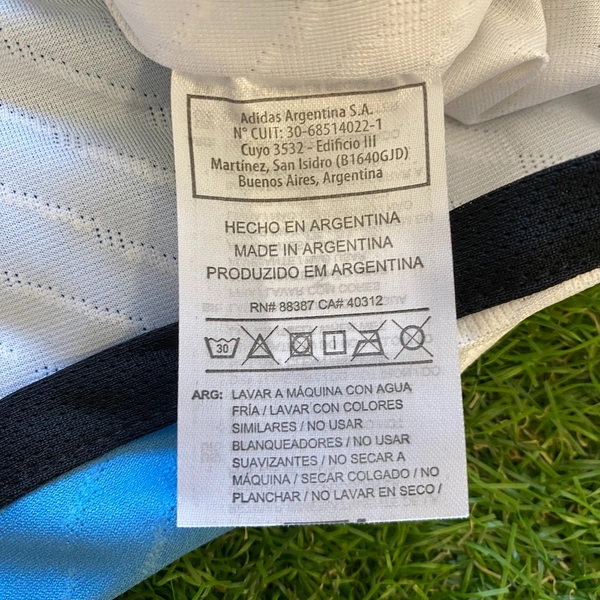 Adidas Argentina S.A.
N° CUIT: 30-68514022-1
Cuyo 3532 - Edificio III
Martínez, San Isidro (B1640GJD)
Buenos Aires, Argentina
HECHO EN ARGENTINA
MADE IN ARGENTINA
PRODUZIDO EM ARGENTINA
RN# 88387 CA# 40312
30
ARG: LAVAR A MÁQUINA CON AGUA
FRÍA / LAVAR CON COLORES
SIMILARES / NO USAR
BLANQUEADORES / NO USAR
SUAVIZANTES / NO SECAR A
MÁQUINA / SECAR COLGADO / NO
PLANCHAR / NO LAVAR EN SECO /